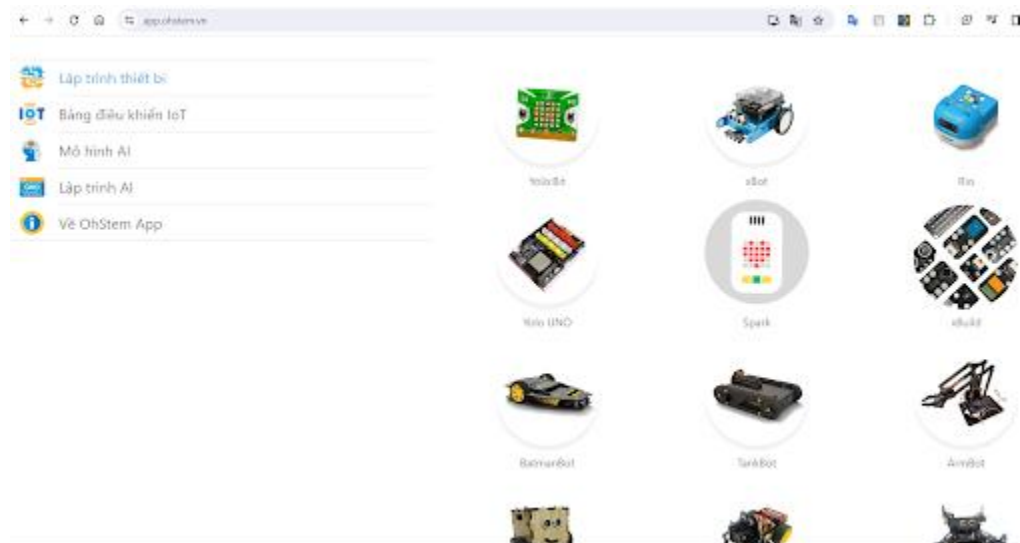 app.ohstem.vn
Lập trình thiết bị
IOT
Bảng điều khiển IoT
Mô hình AI
Lập trình AI
Về OhStem App
Yolo:Bit
xBot
Rio
Yolo UNO
Spark
xBuild
BatmanBot
TankBot
ArmBot